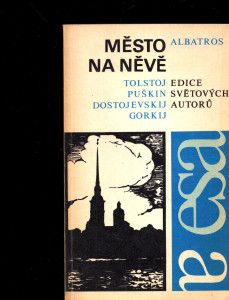 MĚSTO
NA NĚVĚ
ALBATROS
TOLSTOJ
PUŠKIN
DOSTOJEVSKIJ
GORKIJ
EDICE
SVĚTOVÝCH
AUTORŮ
a esa